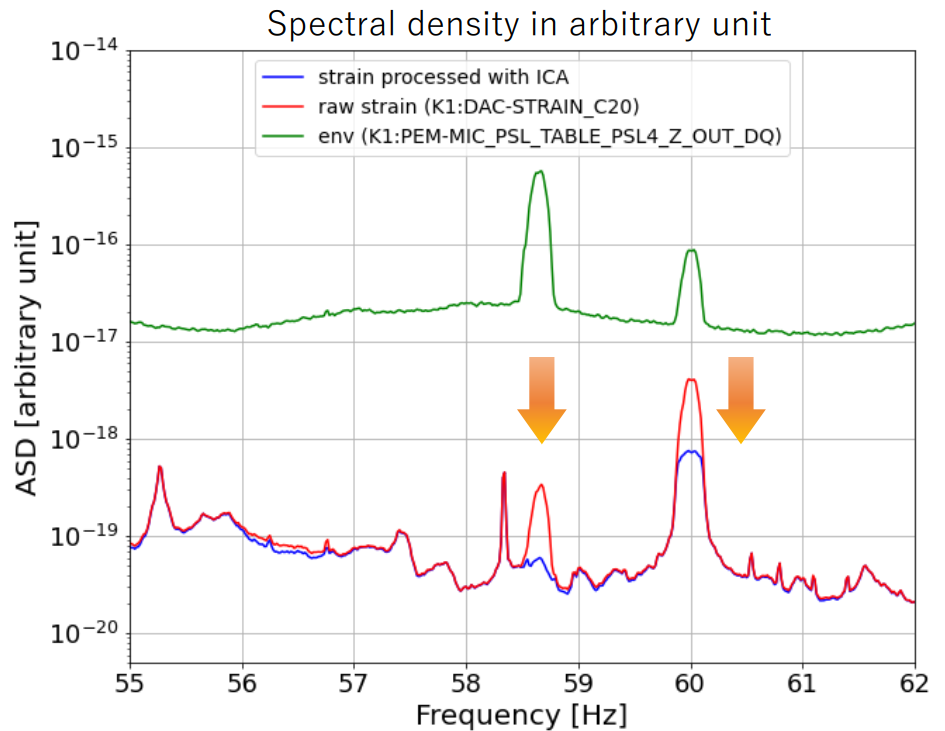 Spectral density in arbitrary unit
strain processed with ICA
raw strain (K1:DAC-STRAIN_C20)
env (K1:PEM-MIC_PSL_TABLE_PSL4_Z_OUT_DQ)
ASD [arbitrary unit]
10⁻¹⁴
10⁻¹⁵
10⁻¹⁶
10⁻¹⁷
10⁻¹⁸
10⁻¹⁹
10⁻²⁰
55 56 57 58 59 60 61 62
Frequency [Hz]